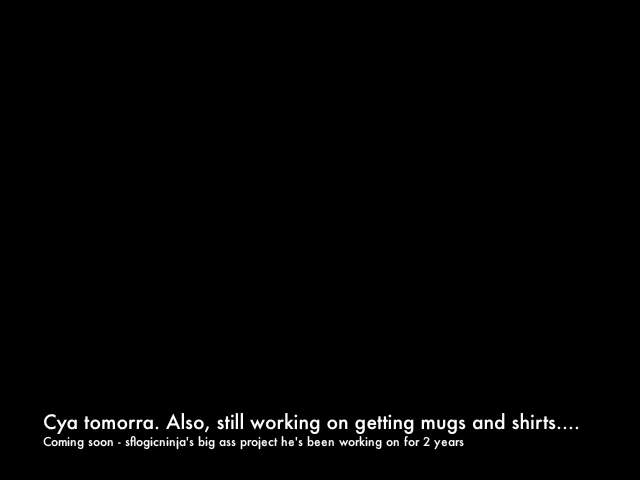 Cya tomorra. Also, still working on getting mugs and shirts....
Coming soon - sflogicninja's big ass project he's been working on for 2 years